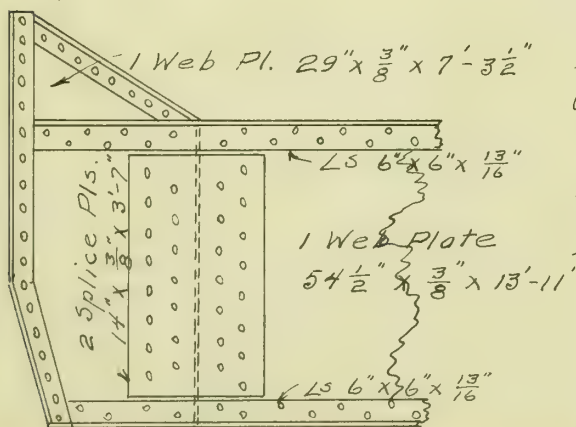 1 Web Pl. 29" x 3/8" x 7'-3 1/2"
Ls 6" x 6" x 13/16"
2 Splice Pls.
14" x 3/8" x 3'-7"
1 Web Plate
54 1/2" x 3/8" x 13'-11"
Ls 6" x 6" x 13/16"